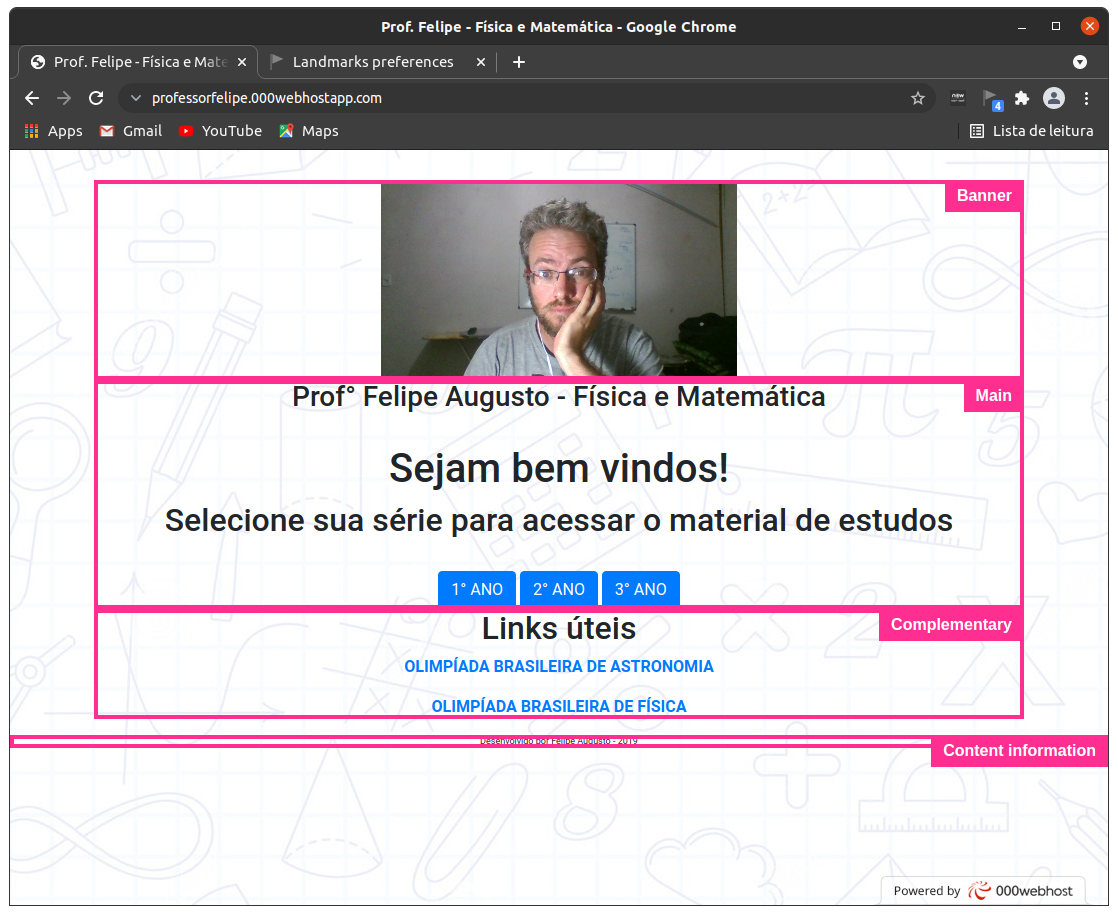 Prof. Felipe - Física e Matemática - Google Chrome
Prof. Felipe - Física e Mate
Landmarks preferences
professorfelipe.000webhostapp.com
4
Apps Gmail YouTube Maps Lista de leitura
Banner
2+2=
Main
Prof° Felipe Augusto - Física e Matemática
Sejam bem vindos!
Selecione sua série para acessar o material de estudos
1° ANO 2° ANO 3° ANO
Complementary
Links úteis
OLIMPÍADA BRASILEIRA DE ASTRONOMIA
OLIMPÍADA BRASILEIRA DE FÍSICA
Desenvolvido por Felipe Augusto - 2019
Content information
Powered by 000webhost